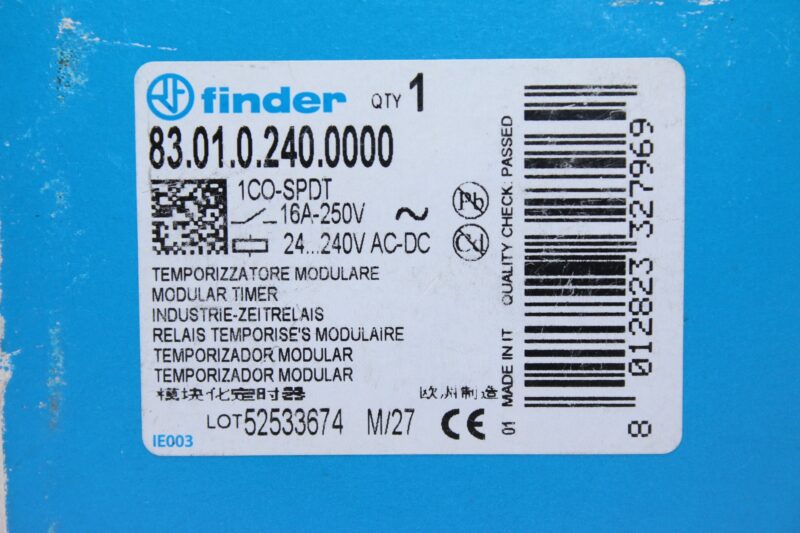 finder QTY 1
83.01.0.240.0000
1CO-SPDT
16A-250V ~
24...240V AC-DC
Pb
Cd
TEMPORIZZATORE MODULARE
MODULAR TIMER
INDUSTRIE-ZEITRELAIS
RELAIS TEMPORISE'S MODULAIRE
TEMPORIZADOR MODULAR
TEMPORIZADOR MODULAR
模块化定时器 欧洲制造
LOT 52533674 M/27 CE
IE003
01 MADE IN IT QUALITY CHECK. PASSED
8 012823 327969